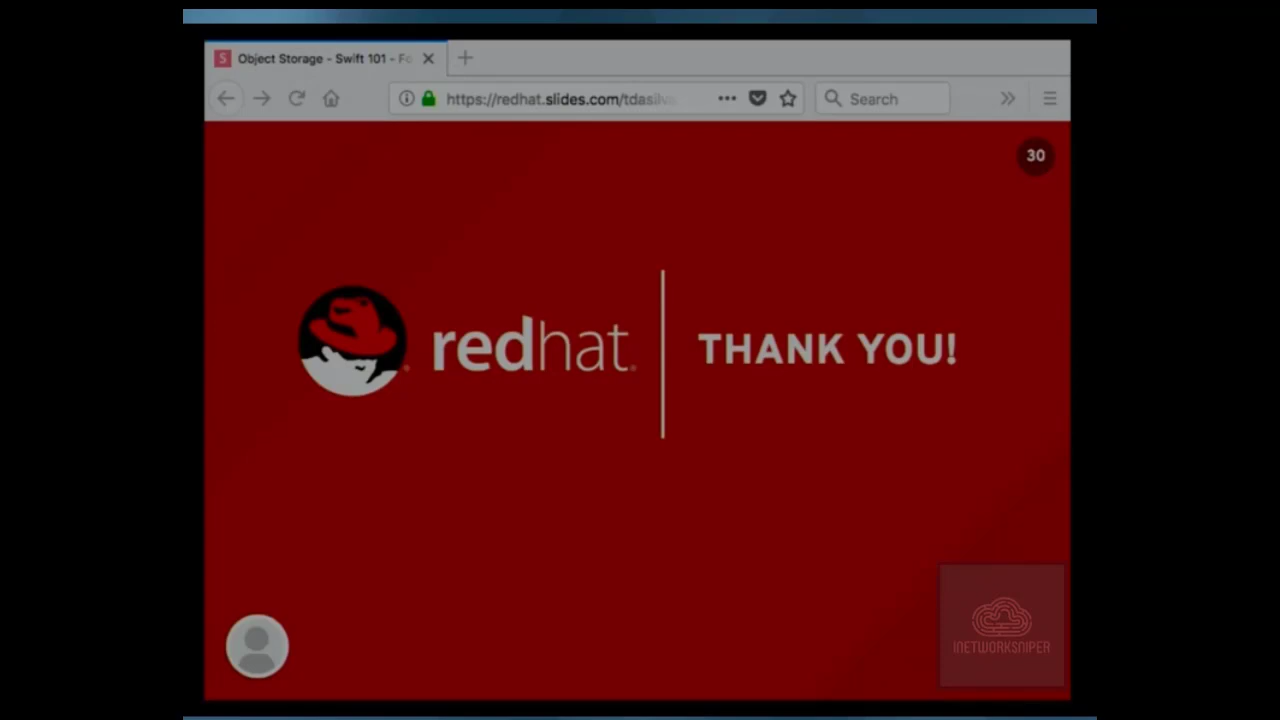 S Object Storage - Swift 101 - Fo
https://redhat.slides.com/tdasilva
Search
30
redhat.
THANK YOU!
INETWORKSNIPER